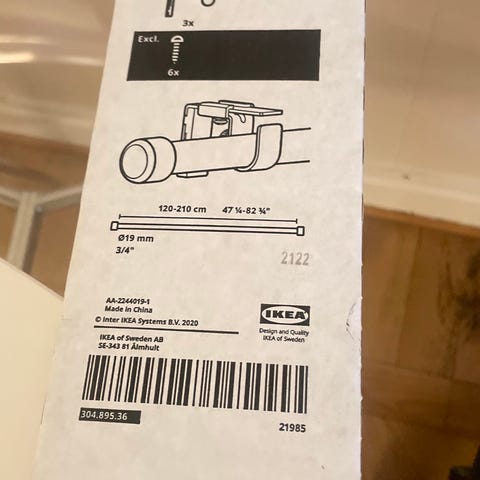 3x
Excl.
6x
120-210 cm 47 ¼-82 ¾"
Ø19 mm
3/4"
2122
AA-2244019-1
Made in China
© Inter IKEA Systems B.V. 2020
IKEA
Design and Quality
IKEA of Sweden
IKEA of Sweden AB
SE-343 81 Älmhult
304.895.36
21985